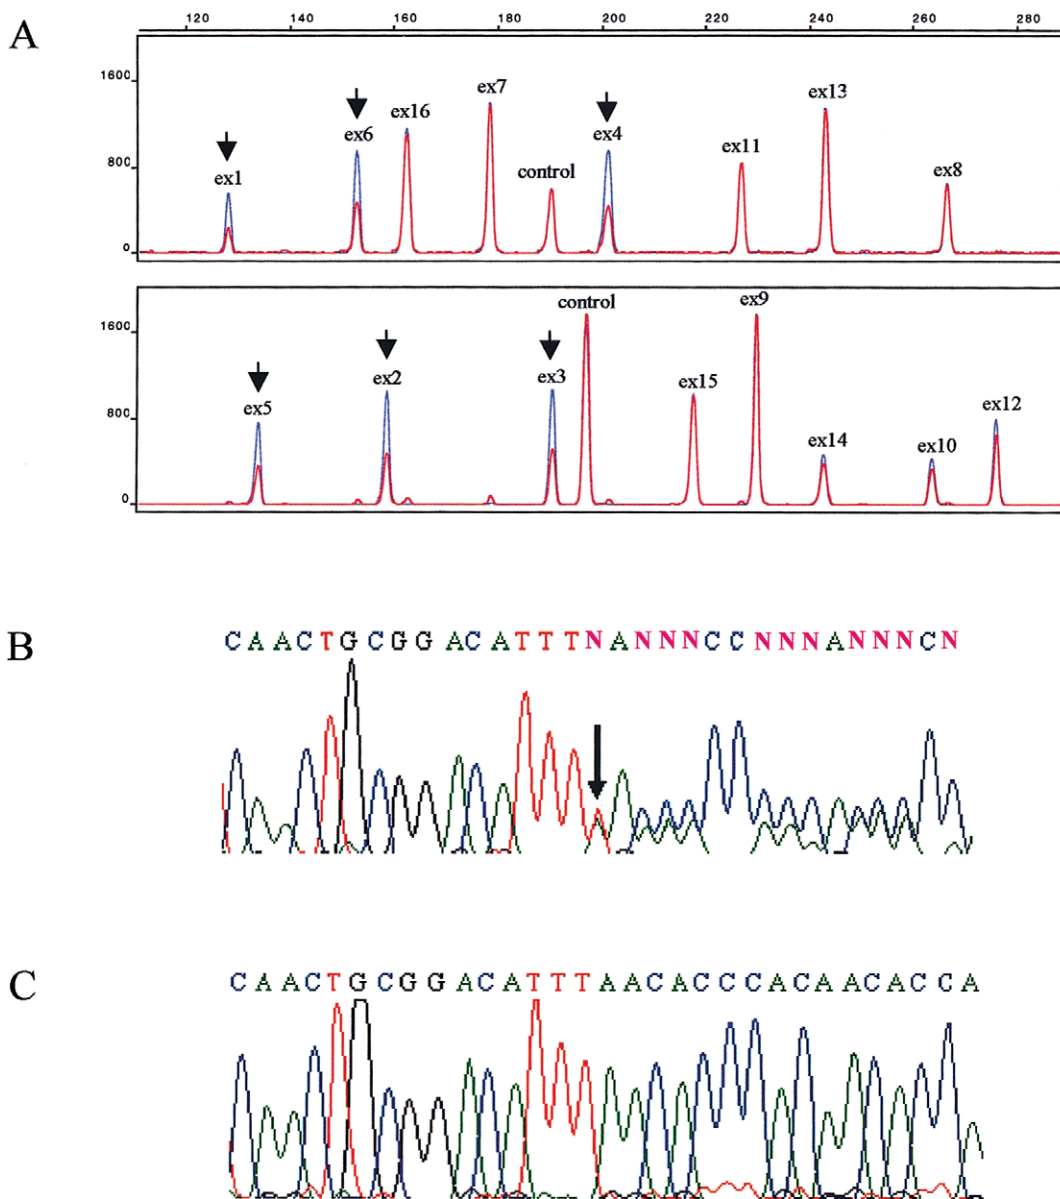 A
120 140 160 180 200 220 240 260 280
1600
800
0
ex1
ex6
ex16
ex7
control
ex4
ex11
ex13
ex8
1600
800
0
ex5
ex2
ex3
control
ex15
ex9
ex14
ex10
ex12
B
CAACTGCGGACATTTNANNNCCNNNANNNCN
C
CAACTGCGGACATTTAACACCCACAACACCA